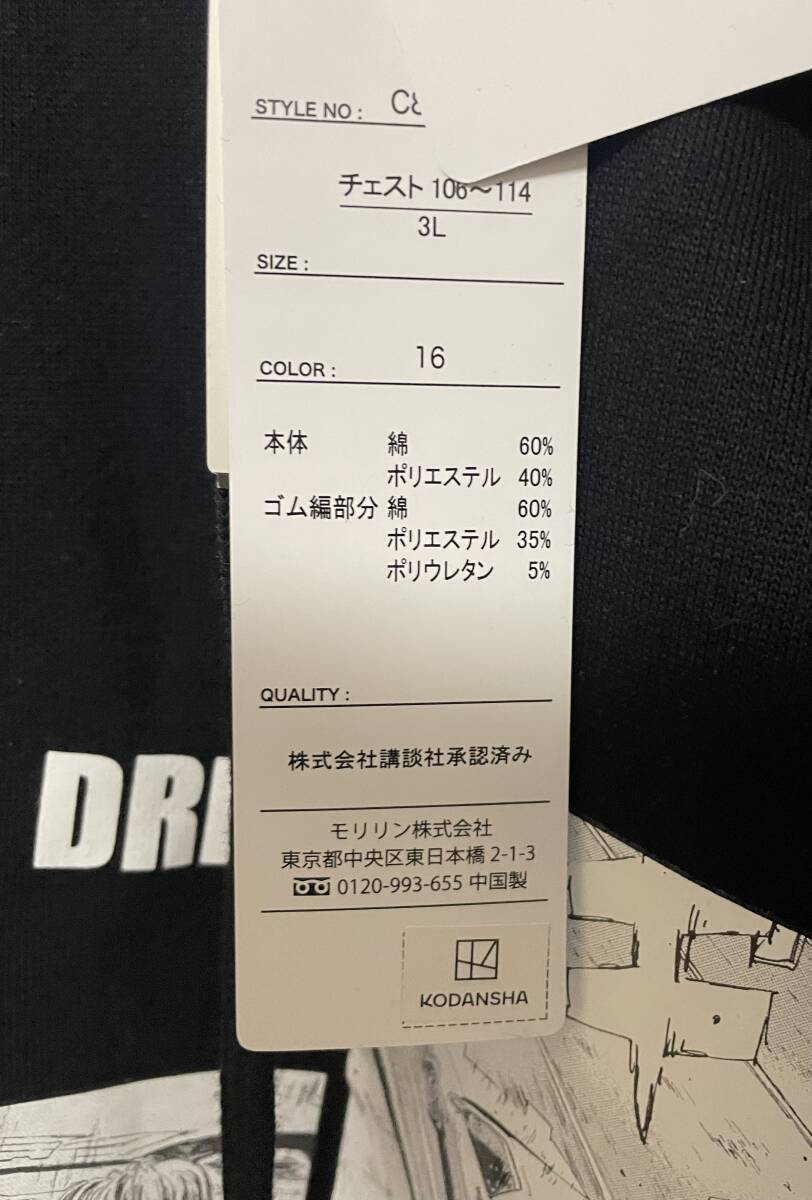 STYLE NO :
チェスト 106〜114
3L
SIZE :
COLOR : 16
本体 綿 60%
ポリエステル 40%
ゴム編部分 綿 60%
ポリエステル 35%
ポリウレタン 5%
QUALITY :
株式会社講談社承認済み
モリリン株式会社
東京都中央区東日本橋 2-1-3
0120-993-655 中国製
KODANSHA